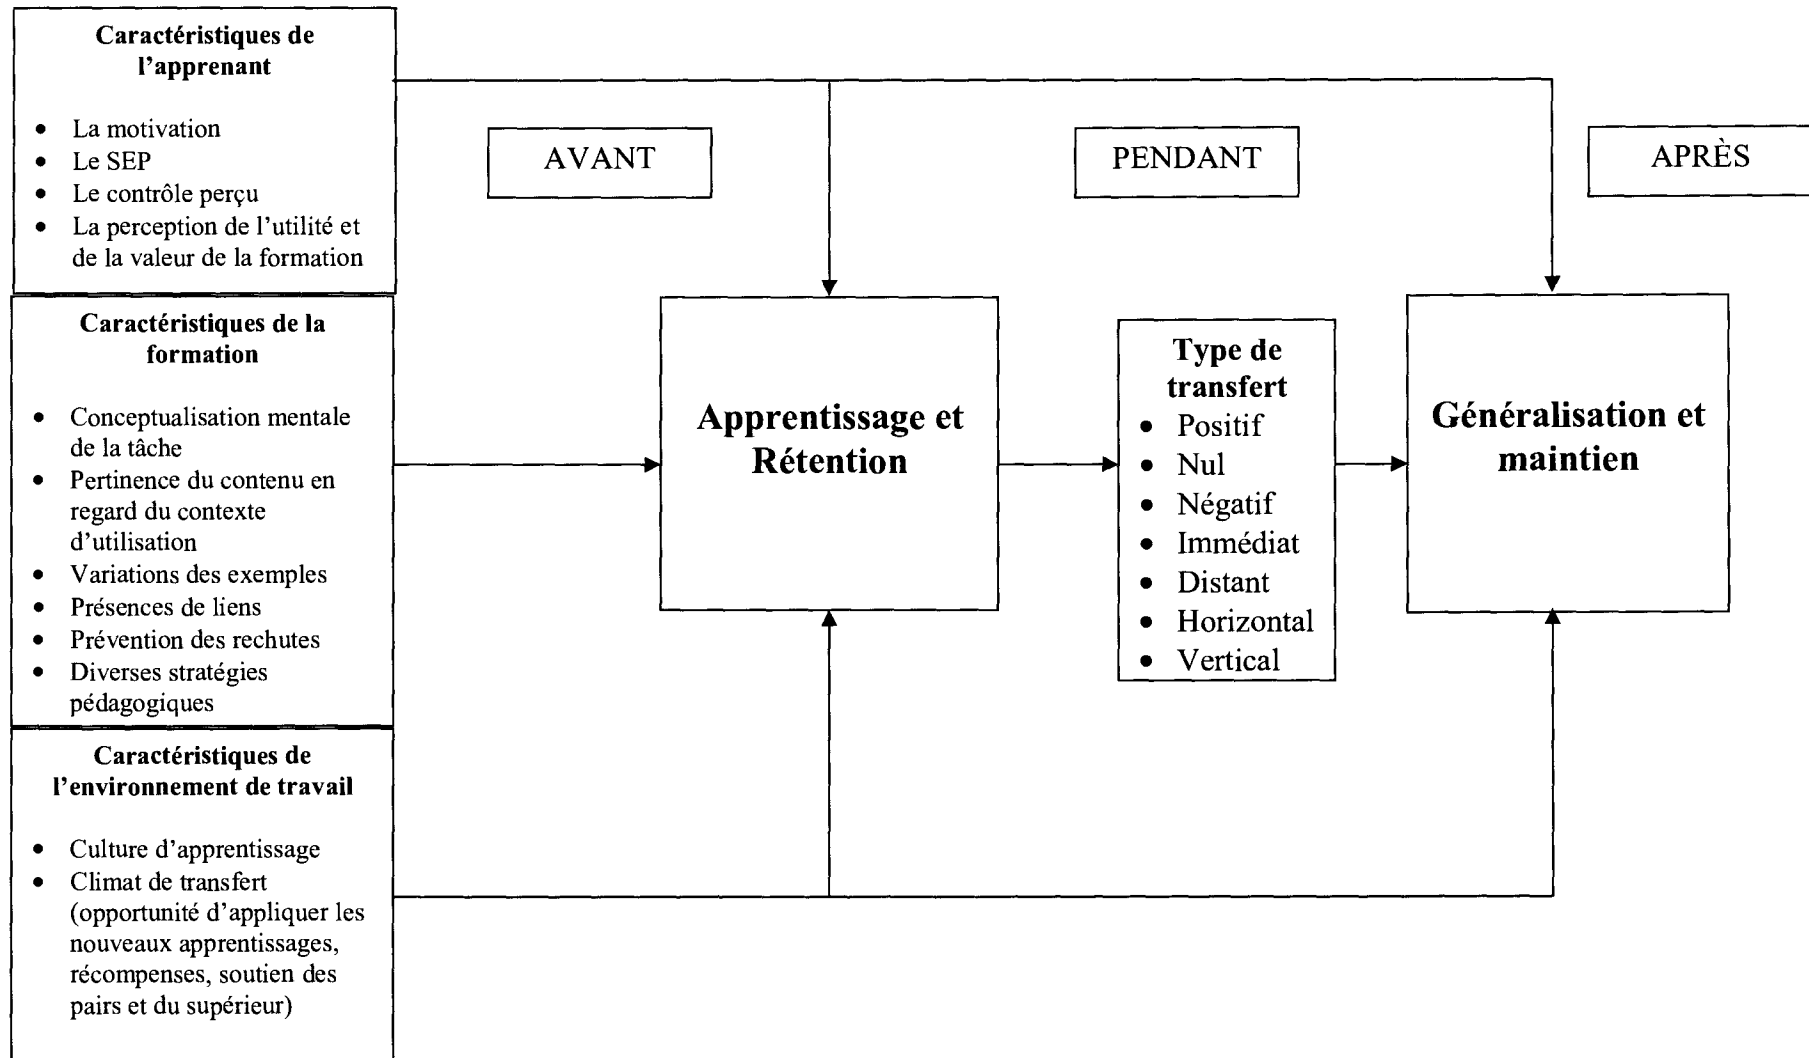 Caractéristiques de
l'apprenant
• La motivation
• Le SEP
• Le contrôle perçu
• La perception de l'utilité et
de la valeur de la formation
AVANT
PENDANT
APRÈS
Caractéristiques de la
formation
• Conceptualisation mentale
de la tâche
• Pertinence du contenu en
regard du contexte
d'utilisation
• Variations des exemples
• Présences de liens
• Prévention des rechutes
• Diverses stratégies
pédagogiques
Apprentissage et
Rétention
Type de
transfert
• Positif
• Nul
• Négatif
• Immédiat
• Distant
• Horizontal
• Vertical
Généralisation et
maintien
Caractéristiques de
l'environnement de travail
• Culture d'apprentissage
• Climat de transfert
(opportunité d'appliquer les
nouveaux apprentissages,
récompenses, soutien des
pairs et du supérieur)